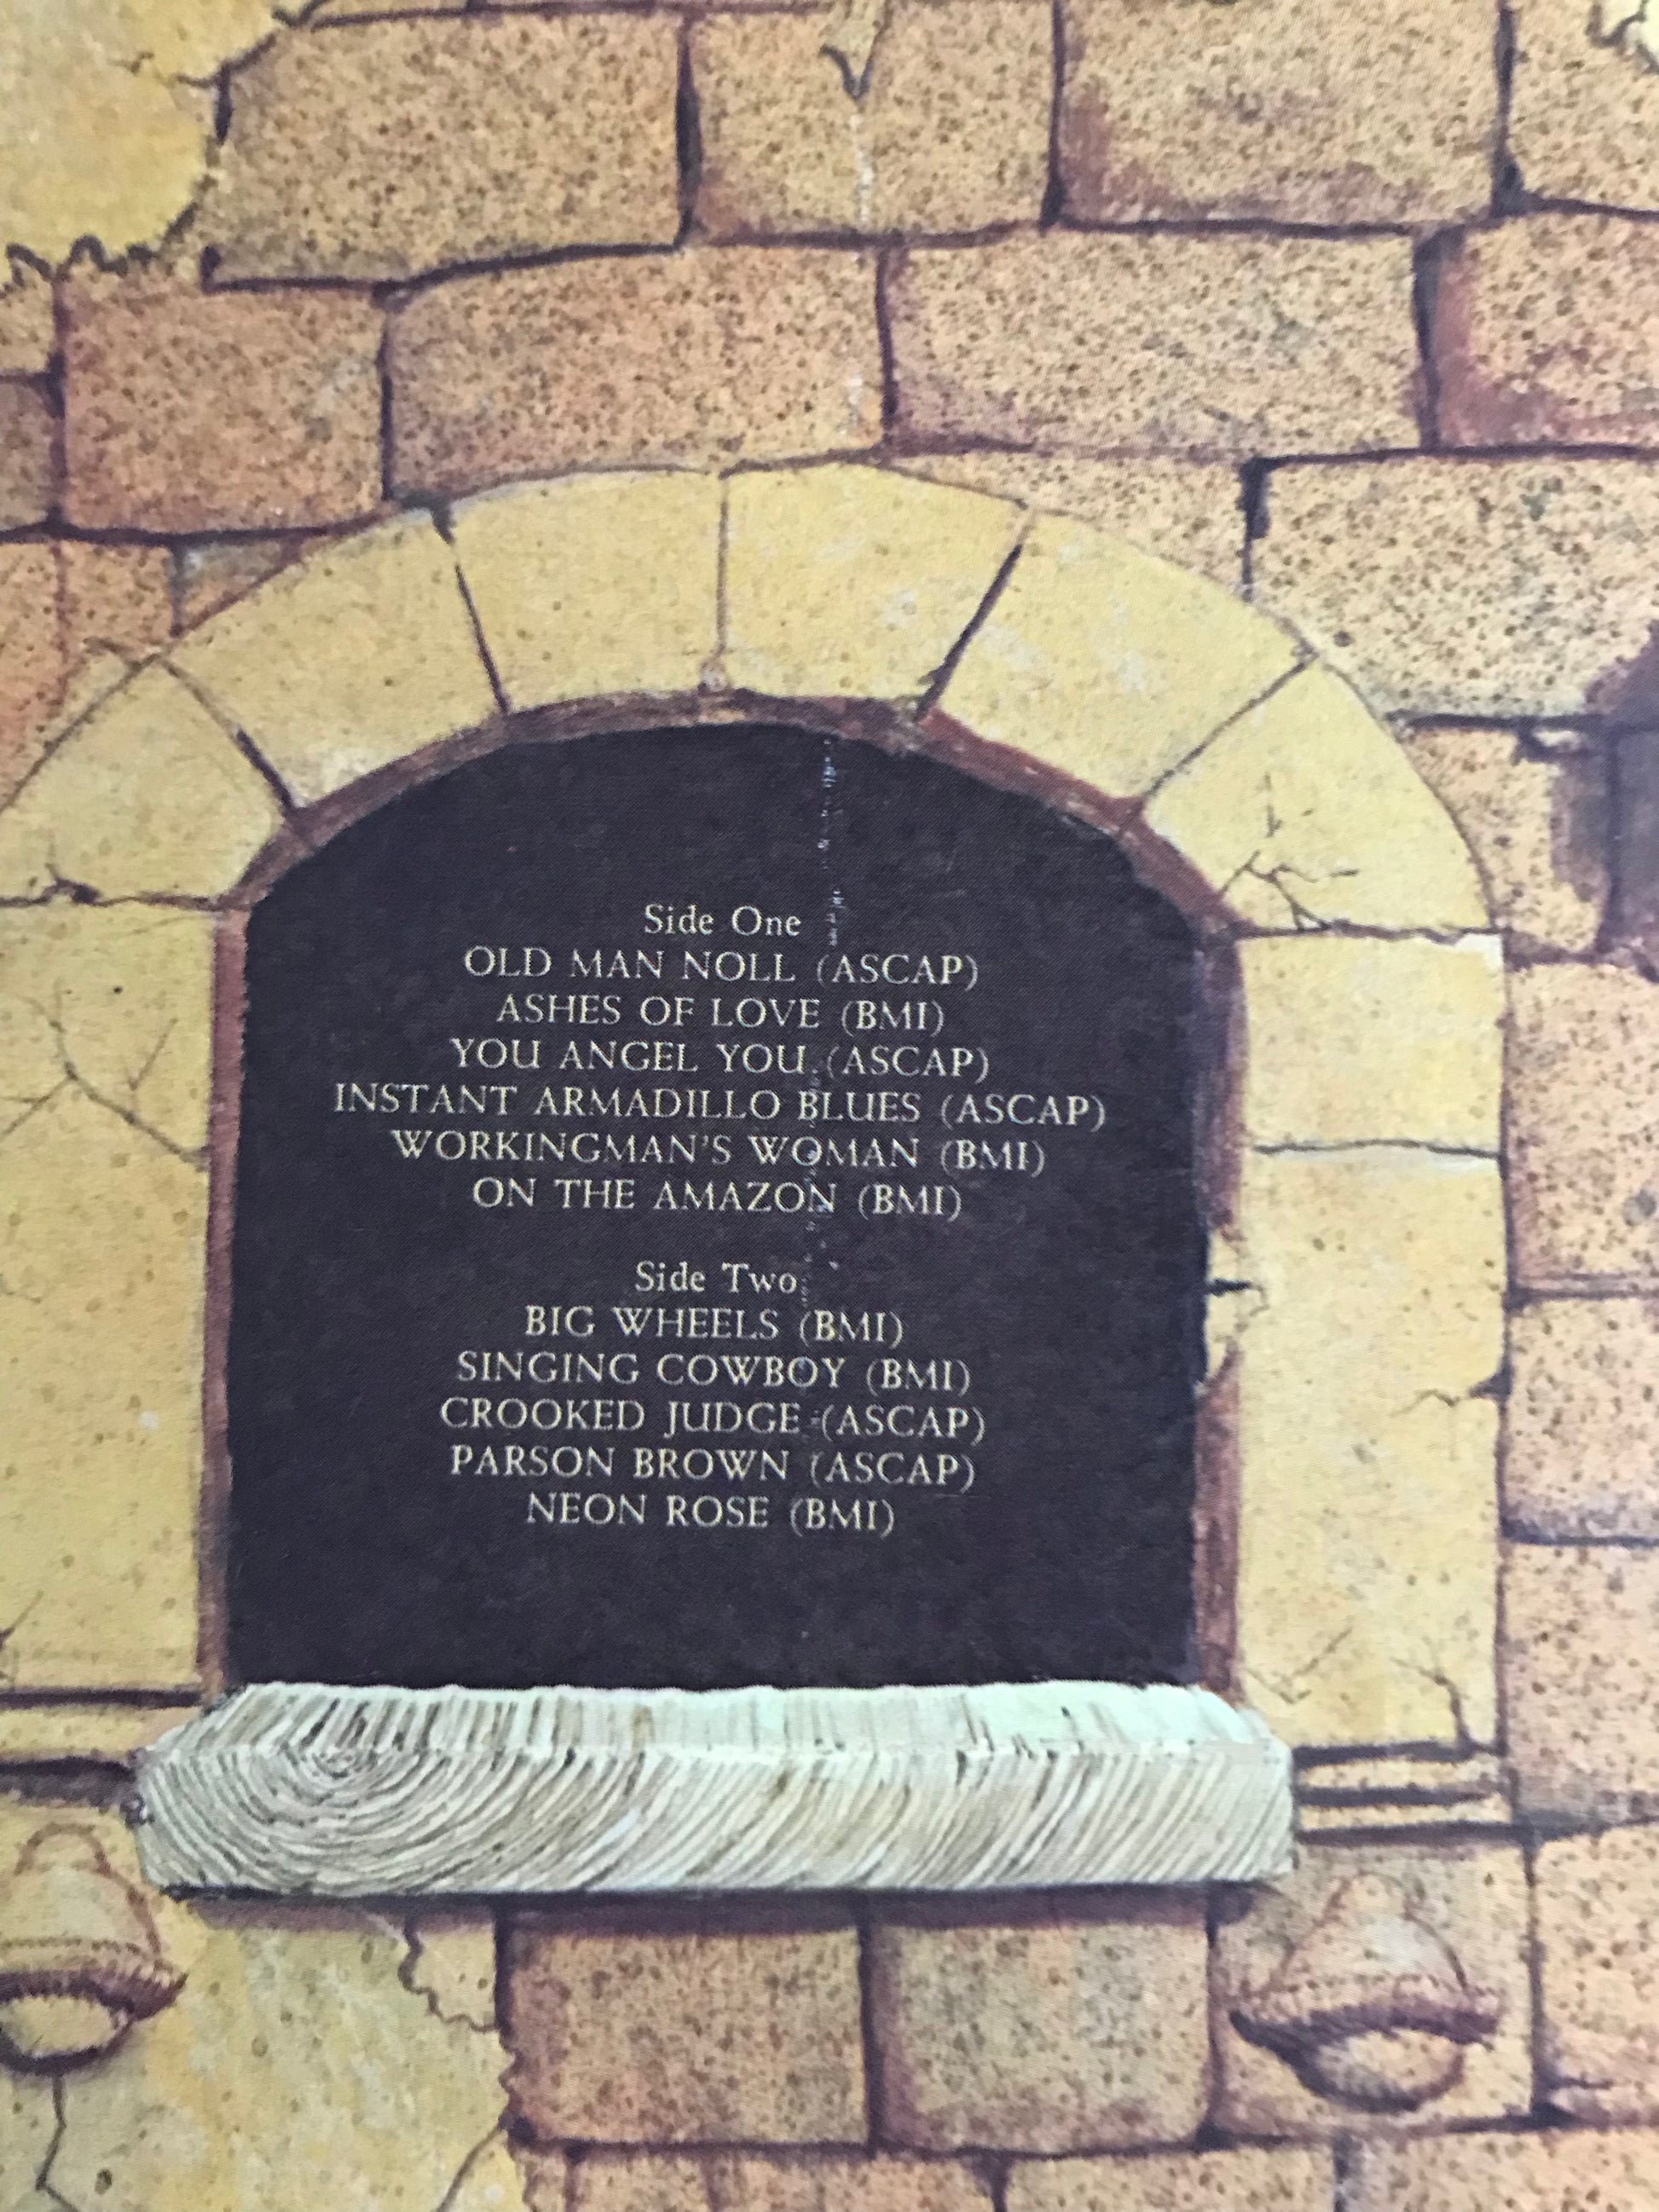 Side One
OLD MAN NOLL (ASCAP)
ASHES OF LOVE (BMI)
YOU ANGEL YOU (ASCAP)
INSTANT ARMADILLO BLUES (ASCAP)
WORKINGMAN'S WOMAN (BMI)
ON THE AMAZON (BMI)
Side Two
BIG WHEELS (BMI)
SINGING COWBOY (BMI)
CROOKED JUDGE (ASCAP)
PARSON BROWN (ASCAP)
NEON ROSE (BMI)